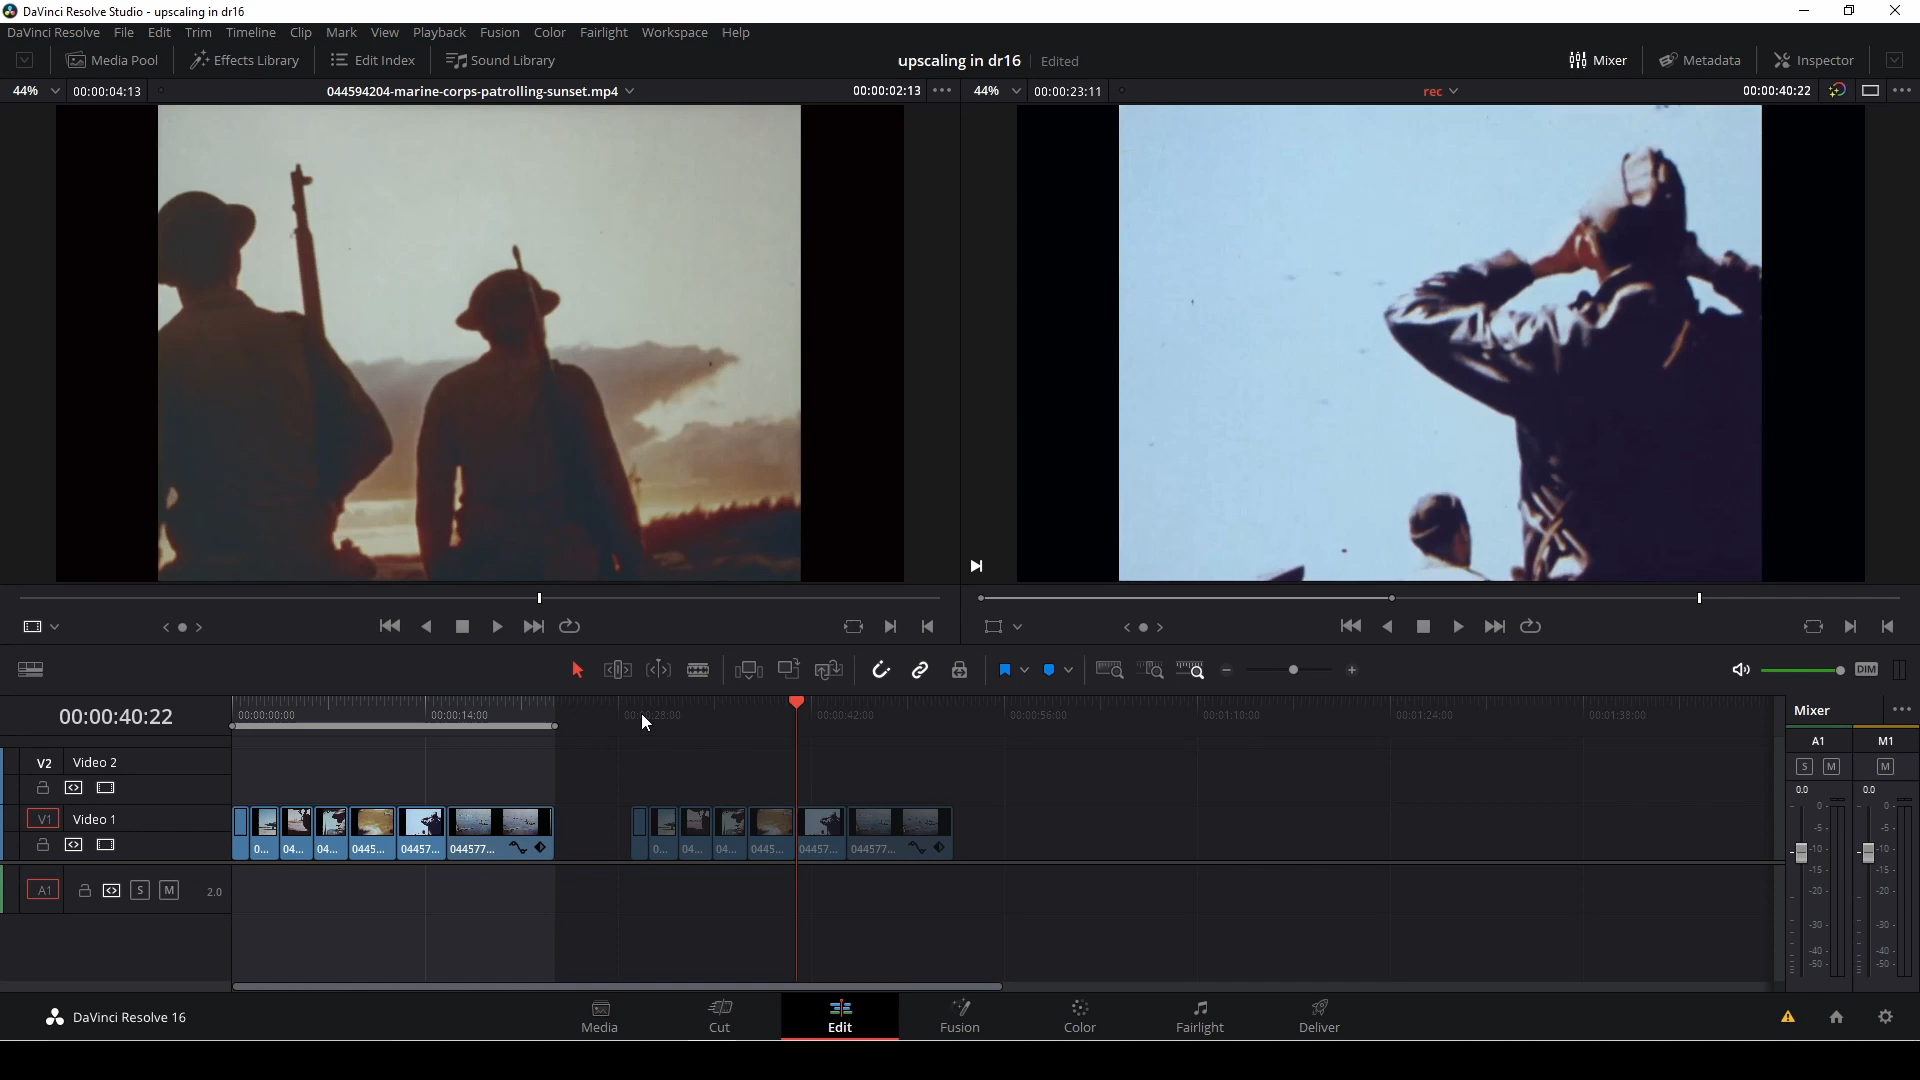 DaVinci Resolve Studio - upscaling in dr16
DaVinci Resolve File Edit Trim Timeline Clip Mark View Playback Fusion Color Fairlight Workspace Help
Media Pool Effects Library Edit Index Sound Library upscaling in dr16 Edited Mixer Metadata Inspector
44% 00:00:04:13 044594204-marine-corps-patrolling-sunset.mp4 00:00:02:13 44% 00:00:23:11 rec 00:00:40:22
DIM
00:00:40:22 00:00:00:00 00:00:14:00 00:00:28:00 00:00:42:00 00:00:56:00 00:01:10:00 00:01:24:00 00:01:38:00 Mixer
A1 M1
V2 Video 2
S M M
0.0 0.0
V1 Video 1
0... 04... 04... 0445... 04457... 044577... 0... 04... 04... 0445... 04457... 044577...
A1 S M 2.0
0- -5- -10- -15- -20- -30- -40- -50-
0- -5- -10- -15- -20- -30- -40- -50-
DaVinci Resolve 16 Media Cut Edit Fusion Color Fairlight Deliver